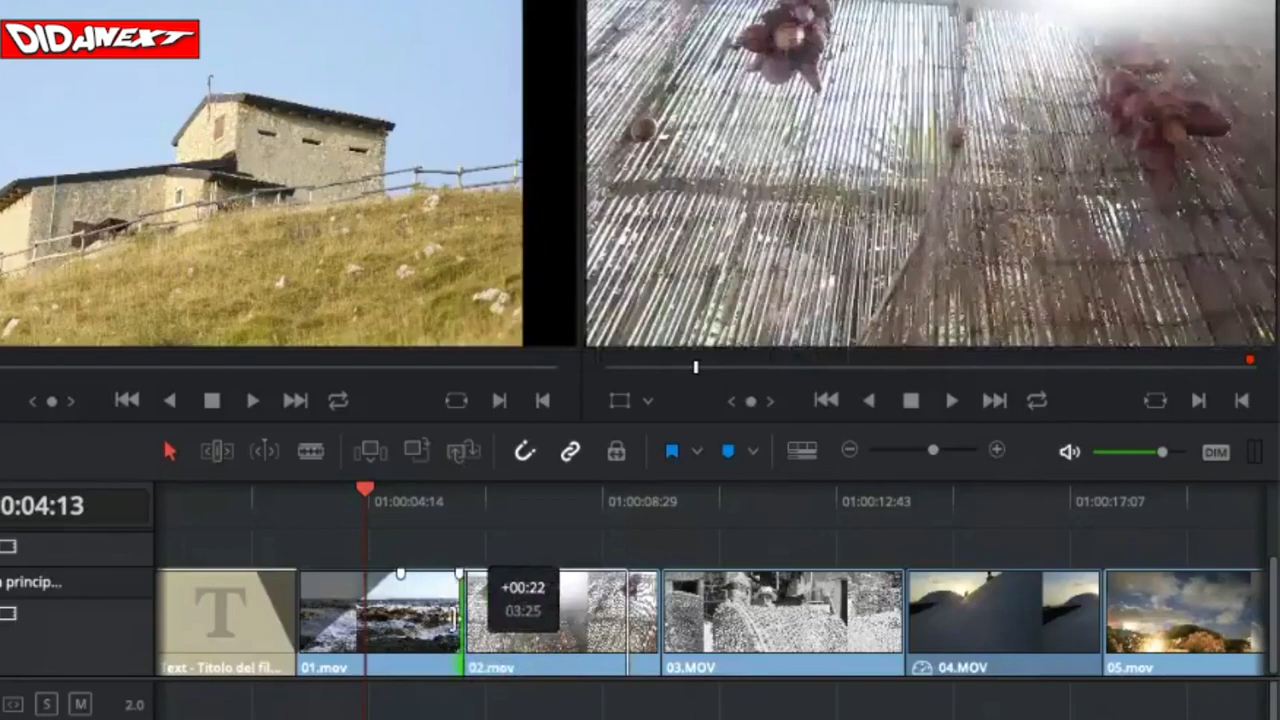 DIDANEXT
DIM
0:04:13
01:00:04:14
01:00:08:29
01:00:12:43
01:00:17:07
princip...
+00:22
03:25
T
Text - Titolo del fil...
01.mov
02.mov
03.MOV
04.MOV
05.mov
S
M
2.0